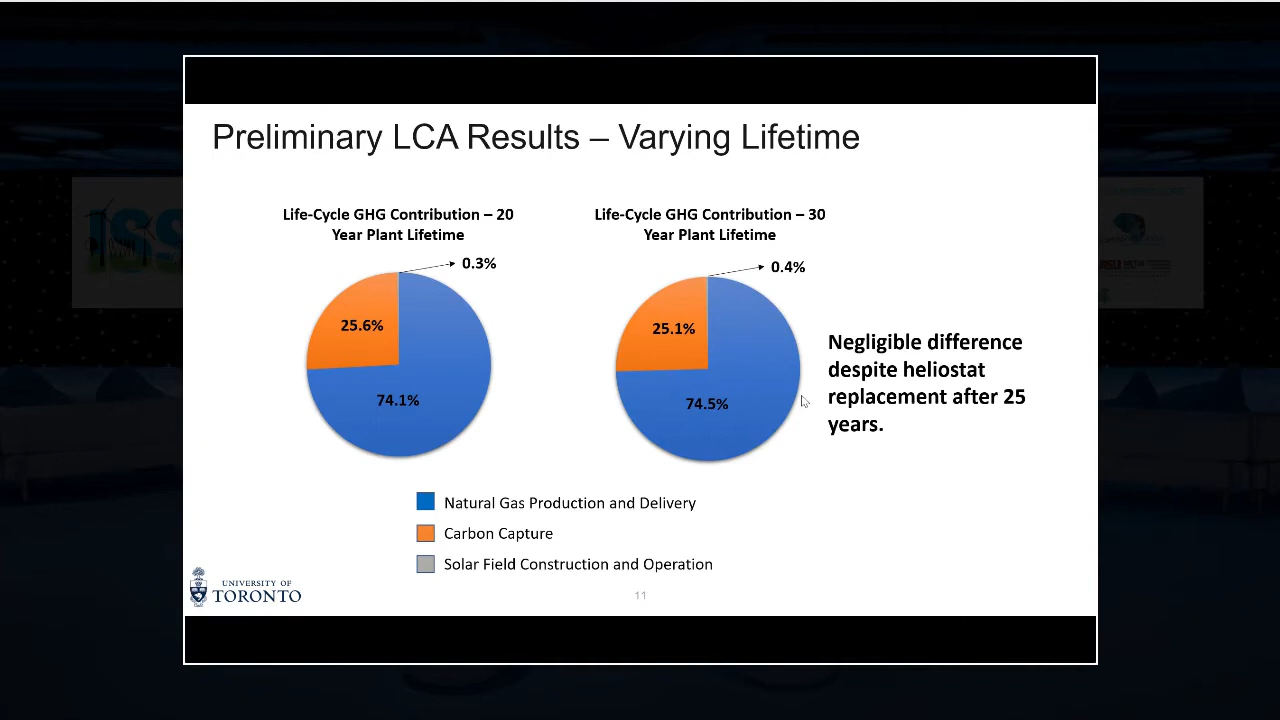 Preliminary LCA Results – Varying Lifetime
Life-Cycle GHG Contribution – 20
Year Plant Lifetime
0.3%
25.6%
74.1%
Life-Cycle GHG Contribution – 30
Year Plant Lifetime
0.4%
25.1%
74.5%
Negligible difference
despite heliostat
replacement after 25
years.
Natural Gas Production and Delivery
Carbon Capture
Solar Field Construction and Operation
UNIVERSITY OF
TORONTO
11